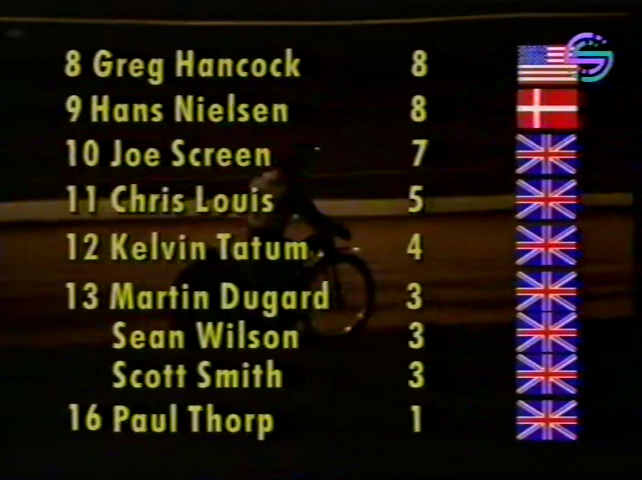 8 Greg Hancock 8
9 Hans Nielsen 8
10 Joe Screen 7
11 Chris Louis 5
12 Kelvin Tatum 4
13 Martin Dugard 3
Sean Wilson 3
Scott Smith 3
16 Paul Thorp 1